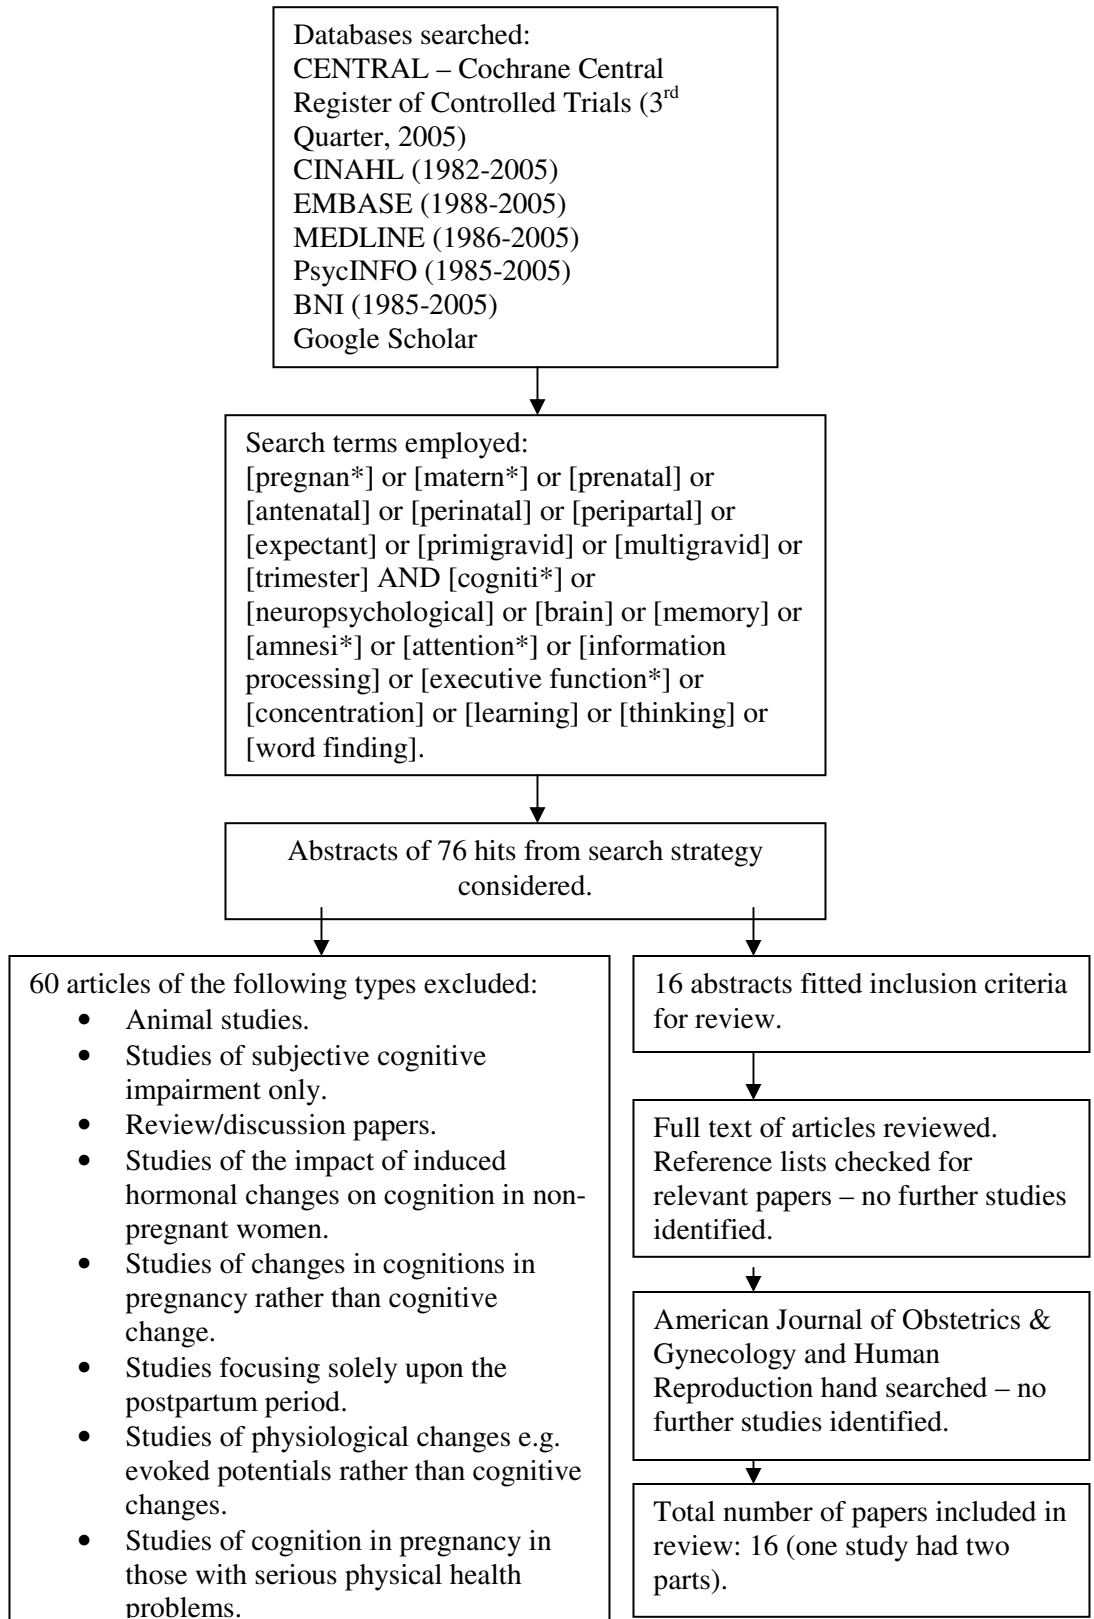 Databases searched:
CENTRAL – Cochrane Central
Register of Controlled Trials (3rd
Quarter, 2005)
CINAHL (1982-2005)
EMBASE (1988-2005)
MEDLINE (1986-2005)
PsycINFO (1985-2005)
BNI (1985-2005)
Google Scholar
Search terms employed:
[pregnan*] or [matern*] or [prenatal] or
[antenatal] or [perinatal] or [peripartal] or
[expectant] or [primigravid] or [multigravid] or
[trimester] AND [cogniti*] or
[neuropsychological] or [brain] or [memory] or
[amnesi*] or [attention*] or [information
processing] or [executive function*] or
[concentration] or [learning] or [thinking] or
[word finding].
Abstracts of 76 hits from search strategy
considered.
60 articles of the following types excluded:
• Animal studies.
• Studies of subjective cognitive
impairment only.
• Review/discussion papers.
• Studies of the impact of induced
hormonal changes on cognition in non-
pregnant women.
• Studies of changes in cognitions in
pregnancy rather than cognitive
change.
• Studies focusing solely upon the
postpartum period.
• Studies of physiological changes e.g.
evoked potentials rather than cognitive
changes.
• Studies of cognition in pregnancy in
those with serious physical health
problems.
16 abstracts fitted inclusion criteria
for review.
Full text of articles reviewed.
Reference lists checked for
relevant papers – no further studies
identified.
American Journal of Obstetrics &
Gynecology and Human
Reproduction hand searched – no
further studies identified.
Total number of papers included in
review: 16 (one study had two
parts).